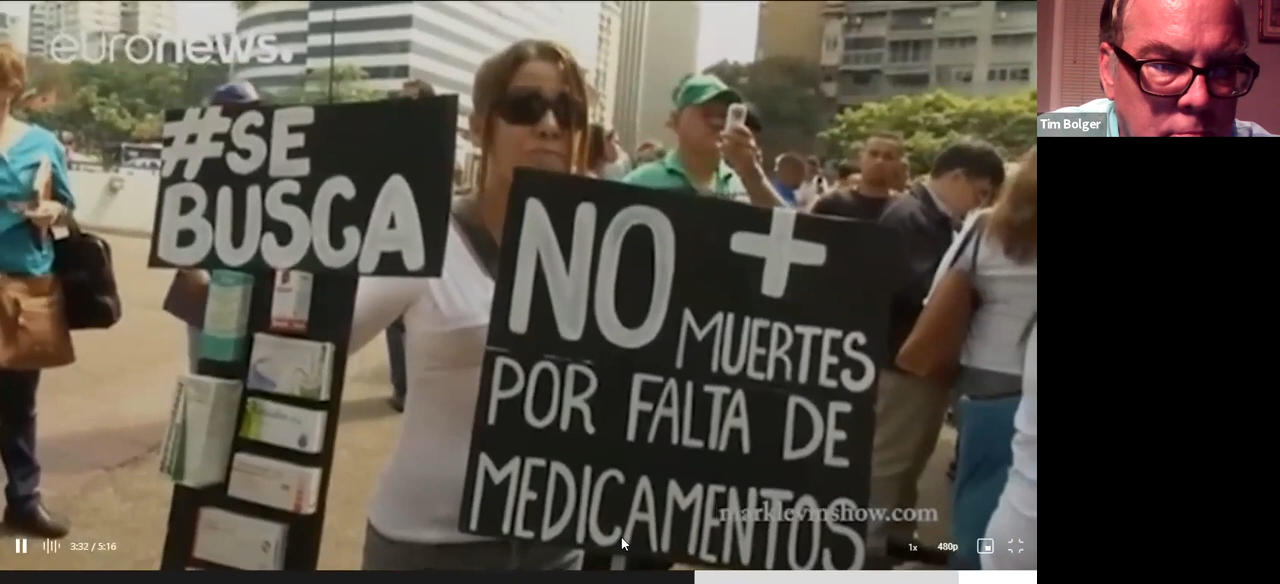 euronews.
Tim Bolger
#SE
BUSCA
NO +
MUERTES
POR FALTA DE
MEDICAMENTOS
marklevinshow.com
3:32 / 5:16
1x
480p